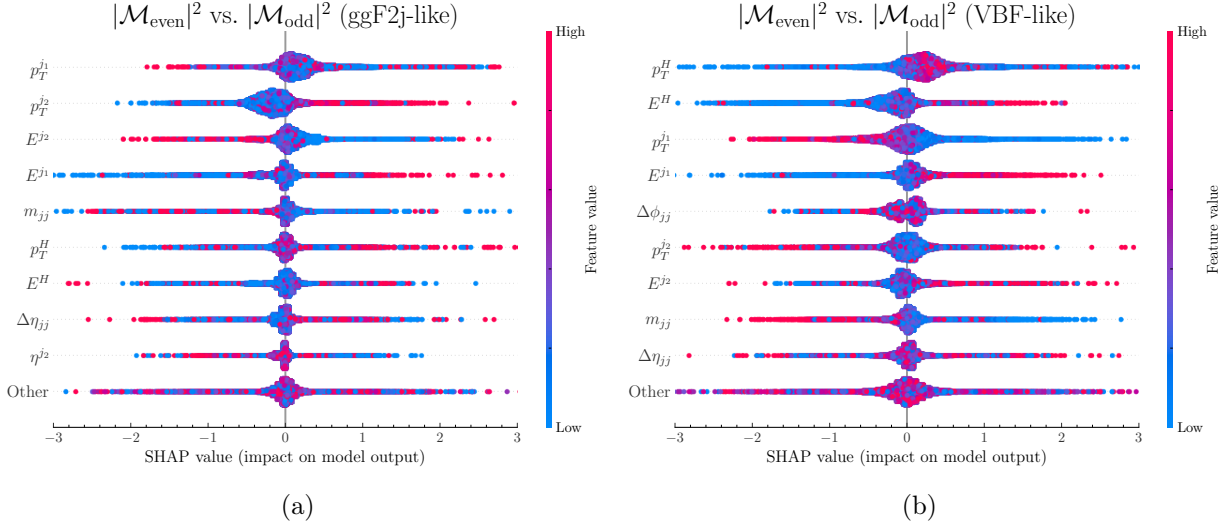 |ℳ_even|² vs. |ℳ_odd|² (ggF2j-like)
High
p_T^{j_1}
p_T^{j_2}
E^{j_2}
E^{j_1}
m_{jj}
p_T^H
E^H
Δη_{jj}
η^{j_2}
Other
Low
Feature value
−3 −2 −1 0 1 2 3
SHAP value (impact on model output)
(a)
|ℳ_even|² vs. |ℳ_odd|² (VBF-like)
High
p_T^H
E^H
p_T^{j_1}
E^{j_1}
Δϕ_{jj}
p_T^{j_2}
E^{j_2}
m_{jj}
Δη_{jj}
Other
Low
Feature value
−3 −2 −1 0 1 2 3
SHAP value (impact on model output)
(b)